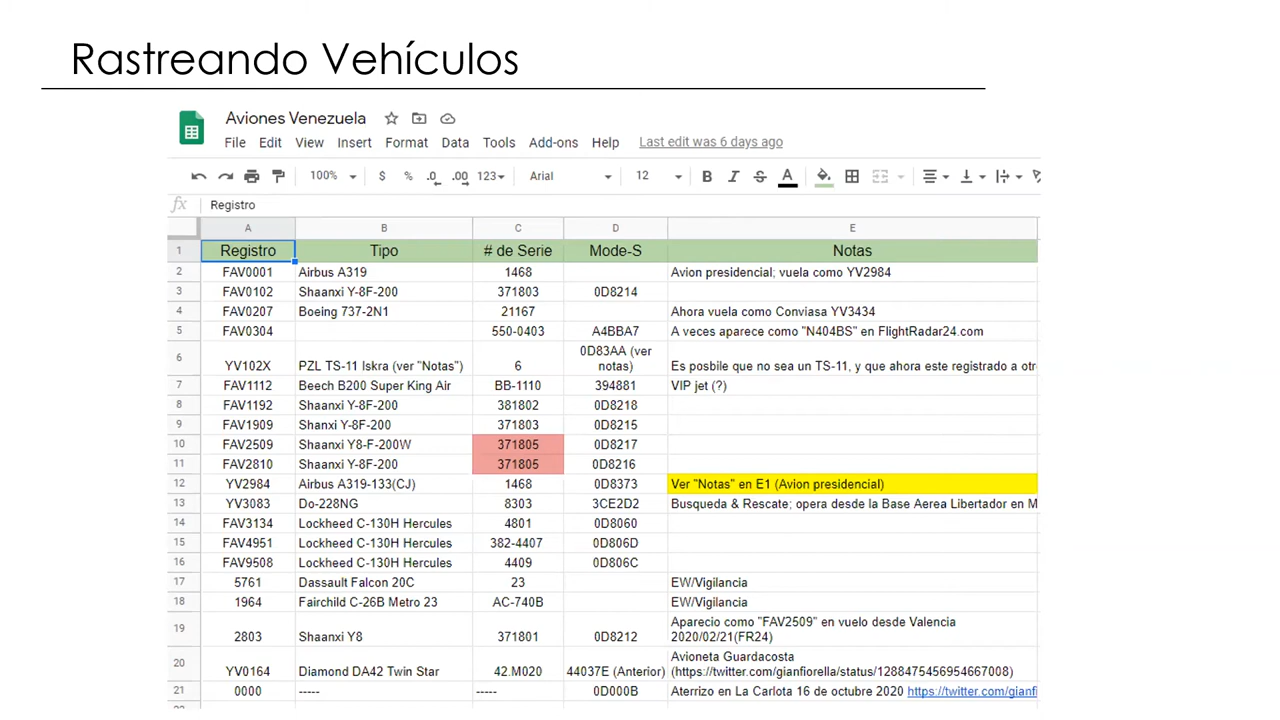 Rastreando Vehículos
Aviones Venezuela
File Edit View Insert Format Data Tools Add-ons Help Last edit was 6 days ago
100% $ % .0 .00 123 Arial 12 B I S A
fx Registro
A B C D E
1 Registro Tipo # de Serie Mode-S Notas
2 FAV0001 Airbus A319 1468 Avion presidencial; vuela como YV2984
3 FAV0102 Shaanxi Y-8F-200 371803 0D8214
4 FAV0207 Boeing 737-2N1 21167 Ahora vuela como Conviasa YV3434
5 FAV0304 550-0403 A4BBA7 A veces aparece como "N404BS" en FlightRadar24.com
6 YV102X PZL TS-11 Iskra (ver "Notas") 6 0D83AA (ver notas) Es posbile que no sea un TS-11, y que ahora este registrado a otr
7 FAV1112 Beech B200 Super King Air BB-1110 394881 VIP jet (?)
8 FAV1192 Shaanxi Y-8F-200 381802 0D8218
9 FAV1909 Shanxi Y-8F-200 371803 0D8215
10 FAV2509 Shaanxi Y8-F-200W 371805 0D8217
11 FAV2810 Shaanxi Y-8F-200 371805 0D8216
12 YV2984 Airbus A319-133(CJ) 1468 0D8373 Ver "Notas" en E1 (Avion presidencial)
13 YV3083 Do-228NG 8303 3CE2D2 Busqueda & Rescate; opera desde la Base Aerea Libertador en M
14 FAV3134 Lockheed C-130H Hercules 4801 0D8060
15 FAV4951 Lockheed C-130H Hercules 382-4407 0D806D
16 FAV9508 Lockheed C-130H Hercules 4409 0D806C
17 5761 Dassault Falcon 20C 23 EW/Vigilancia
18 1964 Fairchild C-26B Metro 23 AC-740B EW/Vigilancia
19 2803 Shaanxi Y8 371801 0D8212 Aparecio como "FAV2509" en vuelo desde Valencia 2020/02/21(FR24)
20 YV0164 Diamond DA42 Twin Star 42.M020 44037E (Anterior) Avioneta Guardacosta (https://twitter.com/gianfiorella/status/1288475456954667008)
21 0000 ----- ----- 0D000B Aterrizo en La Carlota 16 de octubre 2020 https://twitter.com/gianfi